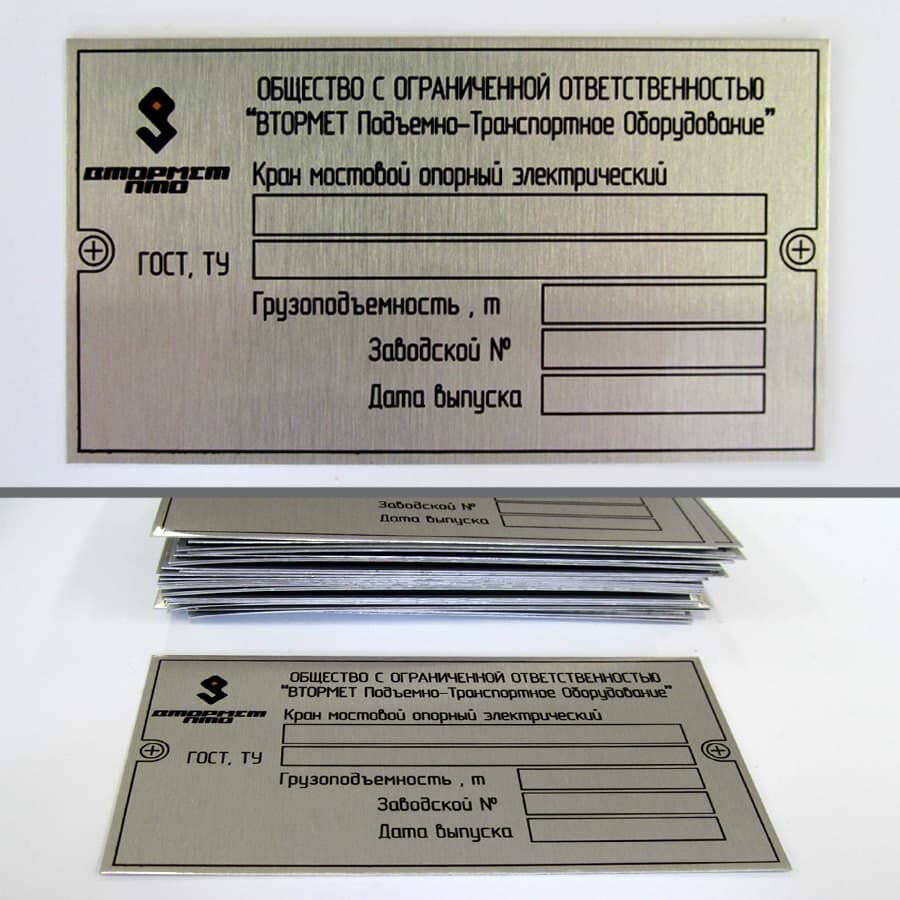 ОБЩЕСТВО С ОГРАНИЧЕННОЙ ОТВЕТСТВЕННОСТЬЮ
“ВТОРМЕТ Подъемно-Транспортное Оборудование”
ВТОРМЕТ
ПТО
Кран мостовой опорный электрический
ГОСТ, ТУ
Грузоподъемность , т
Заводской №
Дата выпуска
Заводской №
Дата выпуска
ОБЩЕСТВО С ОГРАНИЧЕННОЙ ОТВЕТСТВЕННОСТЬЮ
“ВТОРМЕТ Подъемно-Транспортное Оборудование”
ВТОРМЕТ
ПТО
Кран мостовой опорный электрический
ГОСТ, ТУ
Грузоподъемность , т
Заводской №
Дата выпуска